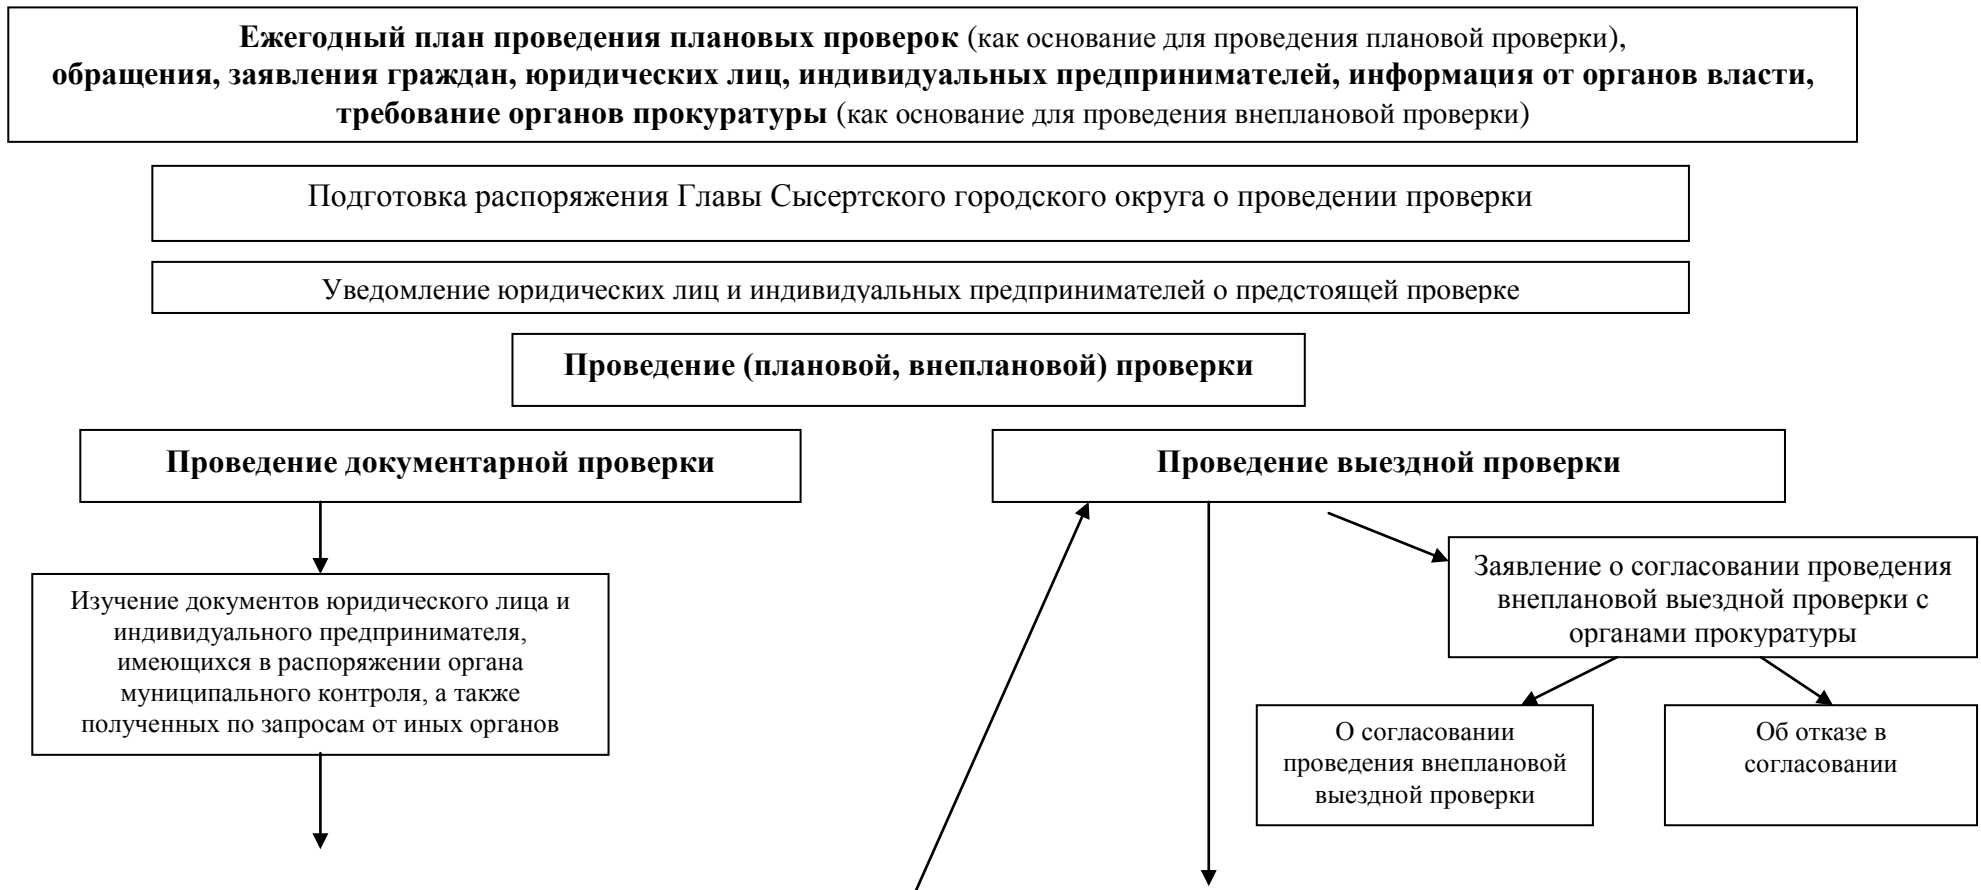 Ежегодный план проведения плановых проверок (как основание для проведения плановой проверки),
обращения, заявления граждан, юридических лиц, индивидуальных предпринимателей, информация от органов власти,
требование органов прокуратуры (как основание для проведения внеплановой проверки)
Подготовка распоряжения Главы Сысертского городского округа о проведении проверки
Уведомление юридических лиц и индивидуальных предпринимателей о предстоящей проверке
Проведение (плановой, внеплановой) проверки
Проведение документарной проверки
Проведение выездной проверки
Изучение документов юридического лица и
индивидуального предпринимателя,
имеющихся в распоряжении органа
муниципального контроля, а также
полученных по запросам от иных органов
Заявление о согласовании проведения
внеплановой выездной проверки с
органами прокуратуры
О согласовании
проведения внеплановой
выездной проверки
Об отказе в
согласовании